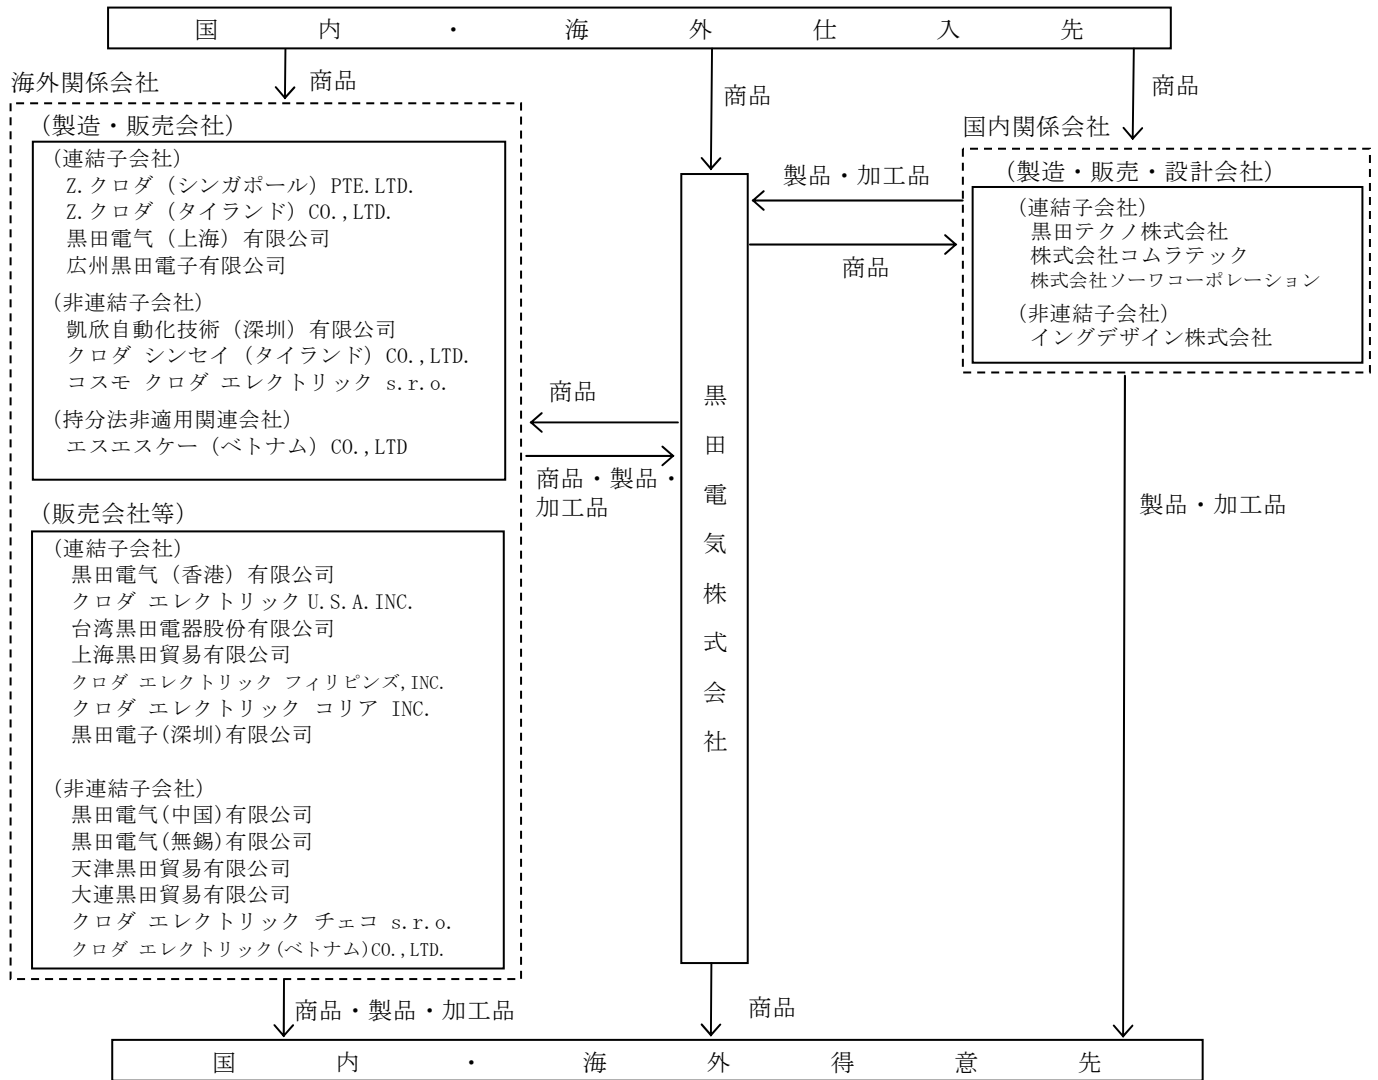 国内・海外仕入先
商品
商品
商品
海外関係会社
(製造・販売会社)
(連結子会社)
Z.クロダ(シンガポール)PTE.LTD.
Z.クロダ(タイランド)CO.,LTD.
黒田電气(上海)有限公司
広州黒田電子有限公司
(非連結子会社)
凱欣自動化技術(深圳)有限公司
クロダ シンセイ(タイランド)CO.,LTD.
コスモ クロダ エレクトリック s.r.o.
(持分法非適用関連会社)
エスエスケー(ベトナム)CO.,LTD
(販売会社等)
(連結子会社)
黒田電气(香港)有限公司
クロダ エレクトリック U.S.A.INC.
台湾黒田電器股份有限公司
上海黒田貿易有限公司
クロダ エレクトリック フィリピンズ,INC.
クロダ エレクトリック コリア INC.
黒田電子(深圳)有限公司
(非連結子会社)
黒田電气(中国)有限公司
黒田電气(無錫)有限公司
天津黒田貿易有限公司
大連黒田貿易有限公司
クロダ エレクトリック チェコ s.r.o.
クロダ エレクトリック(ベトナム)CO.,LTD.
商品
商品・製品・
加工品
黒田電気株式会社
製品・加工品
商品
国内関係会社
(製造・販売・設計会社)
(連結子会社)
黒田テクノ株式会社
株式会社コムラテック
株式会社ソーワコーポレーション
(非連結子会社)
イングデザイン株式会社
製品・加工品
商品・製品・加工品
商品
国内・海外得意先